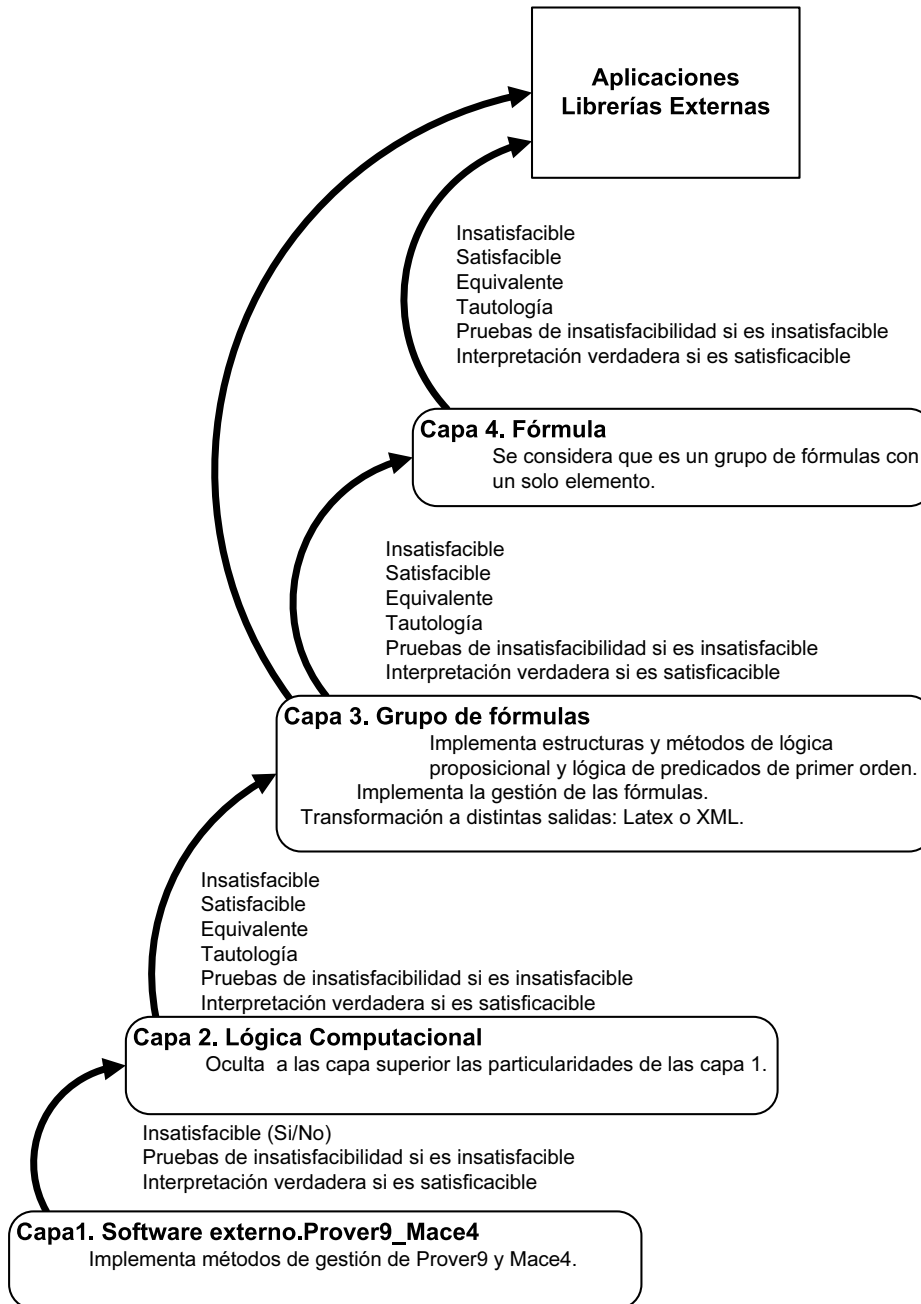 Aplicaciones
Librerías Externas
Insatisfacible
Satisfacible
Equivalente
Tautología
Pruebas de insatisfacibilidad si es insatisfacible
Interpretación verdadera si es satisficacible
Capa 4. Fórmula
Se considera que es un grupo de fórmulas con
un solo elemento.
Insatisfacible
Satisfacible
Equivalente
Tautología
Pruebas de insatisfacibilidad si es insatisfacible
Interpretación verdadera si es satisficacible
Capa 3. Grupo de fórmulas
Implementa estructuras y métodos de lógica
proposicional y lógica de predicados de primer orden.
Implementa la gestión de las fórmulas.
Transformación a distintas salidas: Latex o XML.
Insatisfacible
Satisfacible
Equivalente
Tautología
Pruebas de insatisfacibilidad si es insatisfacible
Interpretación verdadera si es satisficacible
Capa 2. Lógica Computacional
Oculta a las capa superior las particularidades de las capa 1.
Insatisfacible (Si/No)
Pruebas de insatisfacibilidad si es insatisfacible
Interpretación verdadera si es satisficacible
Capa1. Software externo.Prover9_Mace4
Implementa métodos de gestión de Prover9 y Mace4.